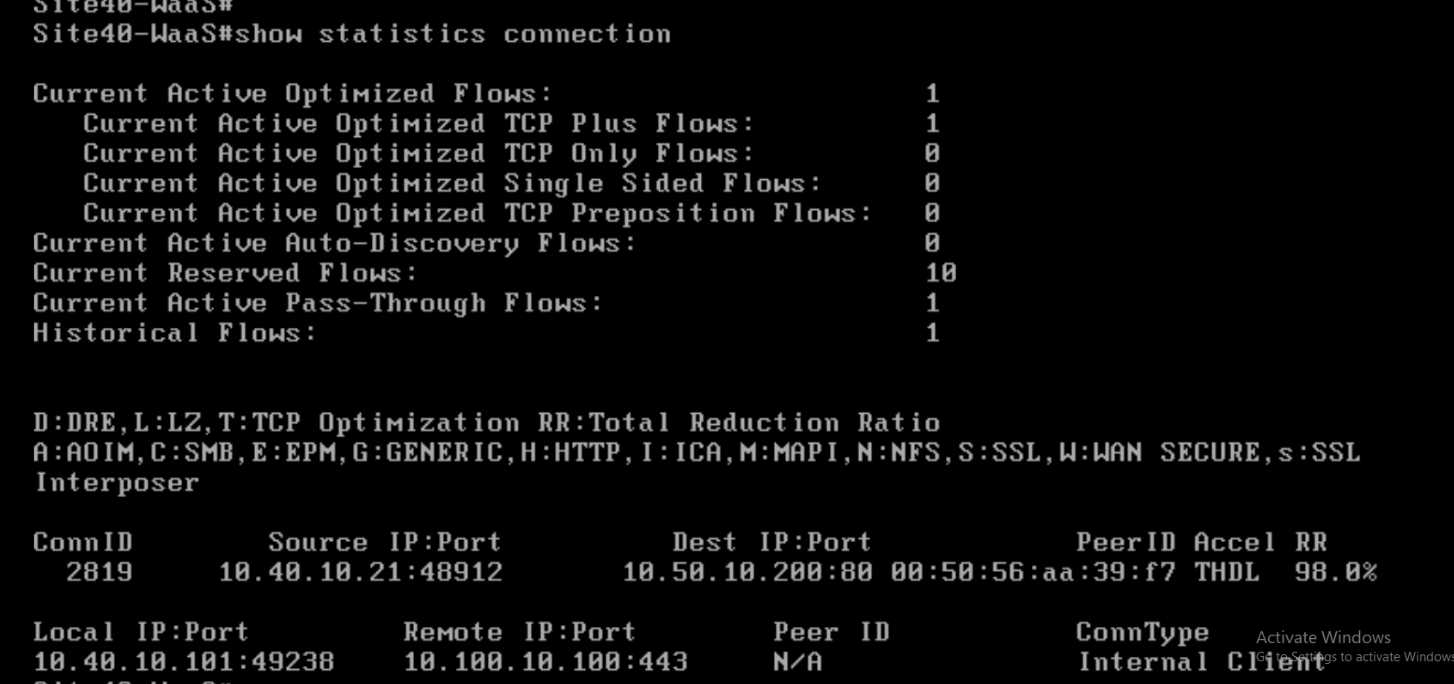 Site40-WaaS#
Site40-WaaS#show statistics connection
Current Active Optimized Flows: 1
Current Active Optimized TCP Plus Flows: 1
Current Active Optimized TCP Only Flows: 0
Current Active Optimized Single Sided Flows: 0
Current Active Optimized TCP Preposition Flows: 0
Current Active Auto-Discovery Flows: 0
Current Reserved Flows: 10
Current Active Pass-Through Flows: 1
Historical Flows: 1
D:DRE,L:LZ,T:TCP Optimization RR:Total Reduction Ratio
A:AOIM,C:SMB,E:EPM,G:GENERIC,H:HTTP,I:ICA,M:MAPI,N:NFS,S:SSL,W:WAN SECURE,s:SSL
Interposer
ConnID Source IP:Port Dest IP:Port PeerID Accel RR
2819 10.40.10.21:48912 10.50.10.200:80 00:50:56:aa:39:f7 THDL 98.0%
Local IP:Port Remote IP:Port Peer ID ConnType
10.40.10.101:49238 10.100.10.100:443 N/A Internal Client
Activate Windows
Go to Settings to activate Windows
Site40-WaaS#